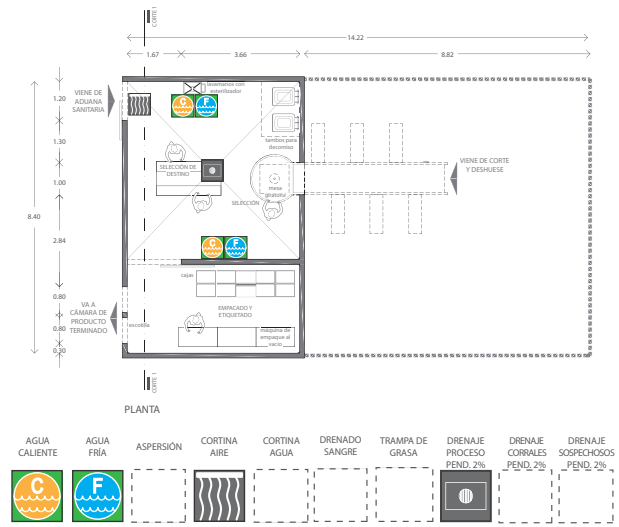 CORTE 1
14.22
1.67
3.66
8.82
VIENE DE
ADUANA
SANITARIA
lavamanos con
esterilizador
C
F
tambos para
decomiso
1.20
1.30
1.00
2.84
0.80
0.80
0.30
8.40
SELECCIÓN DE
DESTINO
mesa
giratoria
SELECCIÓN
VIENE DE CORTE
Y DESHUESE
C
F
cajas
EMPACADO Y
ETIQUETADO
VA A
CÁMARA DE
PRODUCTO
TERMINADO
escotilla
máquina de
empaque al
vacío
CORTE 1
PLANTA
AGUA
CALIENTE
AGUA
FRÍA
ASPERSIÓN
CORTINA
AIRE
CORTINA
AGUA
DRENADO
SANGRE
TRAMPA DE
GRASA
DRENAJE
PROCESO
PEND. 2%
DRENAJE
CORRALES
PEND. 2%
DRENAJE
SOSPECHOSOS
PEND. 2%
C
F